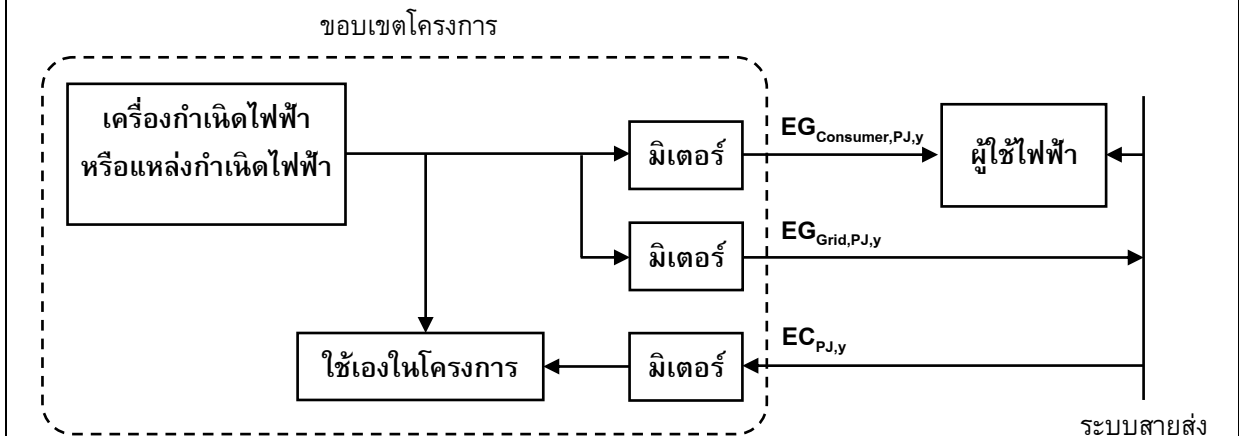 ขอบเขตโครงการ
เครื่องกำเนิดไฟฟ้า
หรือแหล่งกำเนิดไฟฟ้า
มิเตอร์
EG_Consumer,PJ,y
ผู้ใช้ไฟฟ้า
มิเตอร์
EG_Grid,PJ,y
ใช้เองในโครงการ
มิเตอร์
EC_PJ,y
ระบบสายส่ง